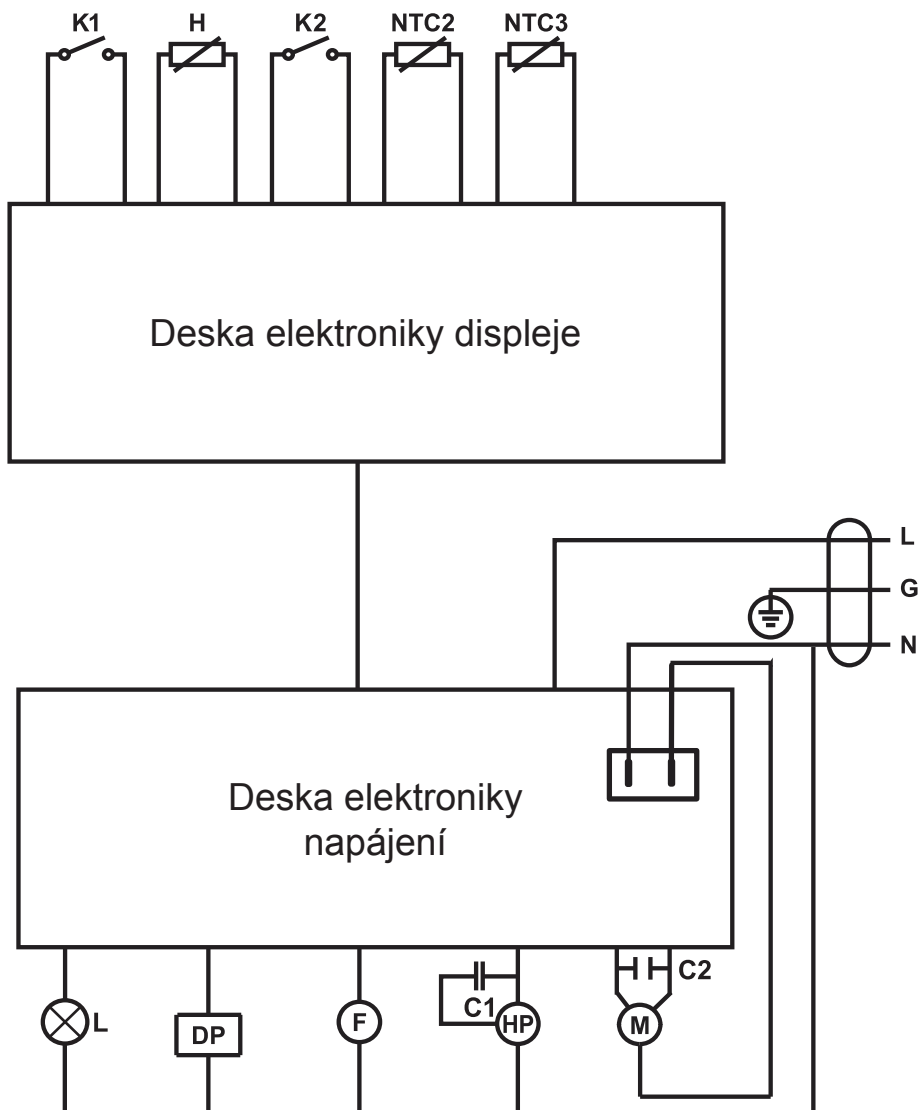 K1 H K2 NTC2 NTC3
Deska elektroniky displeje
L
G
N
Deska elektroniky
napájení
C2
C1
L DP F HP M